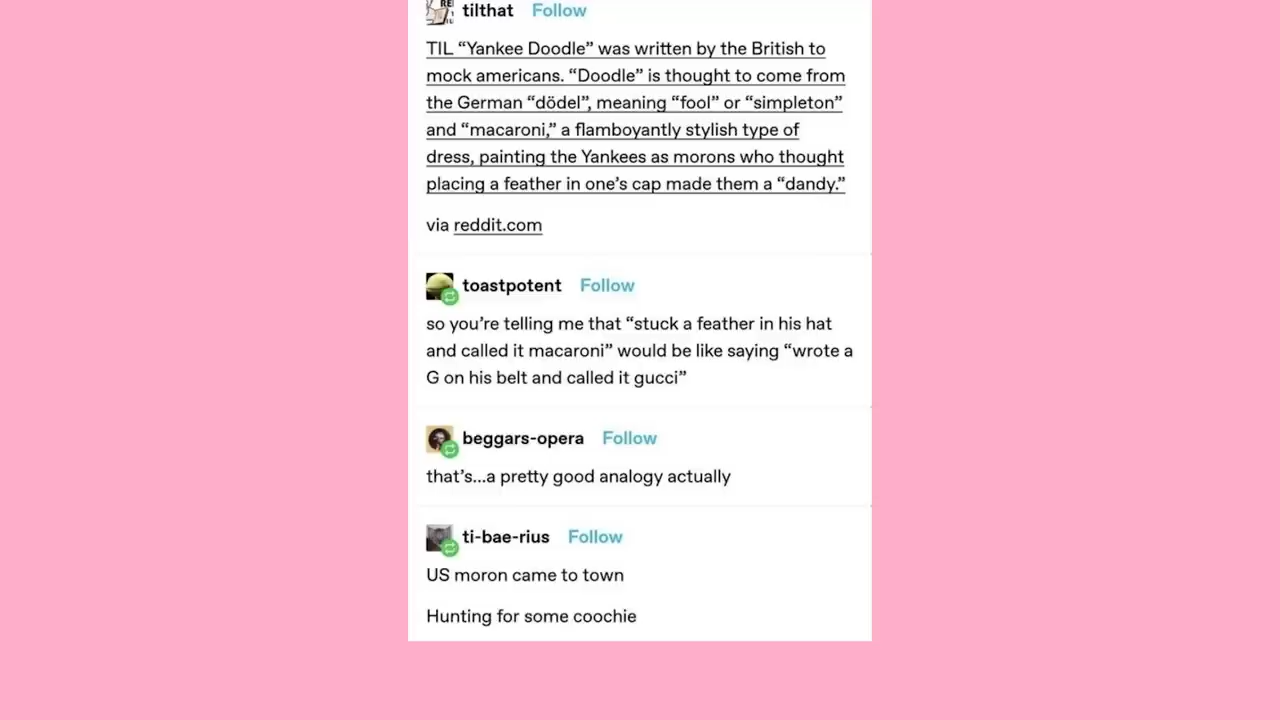 tilthat Follow
TIL “Yankee Doodle” was written by the British to
mock americans. “Doodle” is thought to come from
the German “dödel”, meaning “fool” or “simpleton”
and “macaroni,” a flamboyantly stylish type of
dress, painting the Yankees as morons who thought
placing a feather in one’s cap made them a “dandy.”
via reddit.com
toastpotent Follow
so you’re telling me that “stuck a feather in his hat
and called it macaroni” would be like saying “wrote a
G on his belt and called it gucci”
beggars-opera Follow
that’s...a pretty good analogy actually
ti-bae-rius Follow
US moron came to town
Hunting for some coochie